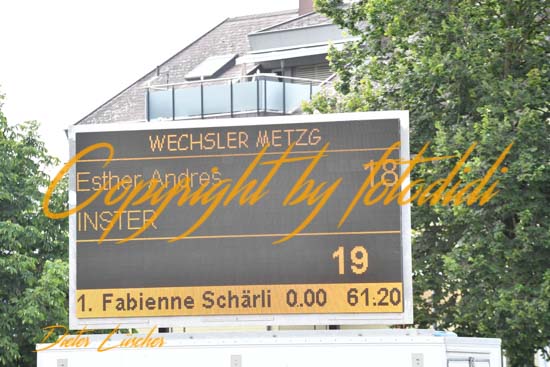 WECHSLER METZG
Esther Andres 18
INSTER
Copyright by fotodidi
19
1. Fabienne Schärli 0.00 61.20
Dieter Lüscher